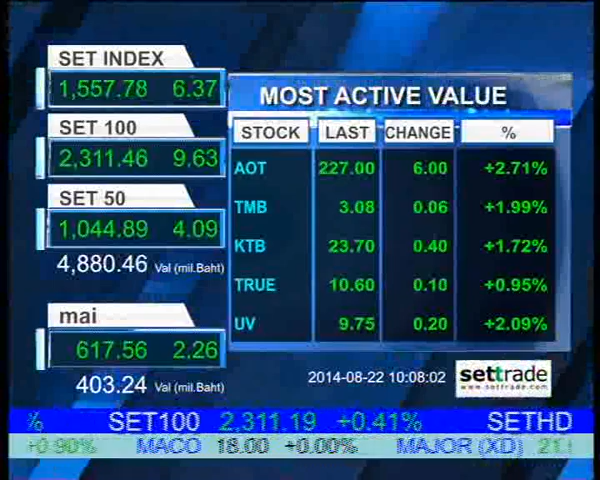 SET INDEX
1,557.78 6.37
SET 100
2,311.46 9.63
SET 50
1,044.89 4.09
4,880.46 Val (mil.Baht)
mai
617.56 2.26
403.24 Val (mil.Baht)
MOST ACTIVE VALUE
STOCK LAST CHANGE %
AOT 227.00 6.00 +2.71%
TMB 3.08 0.06 +1.99%
KTB 23.70 0.40 +1.72%
TRUE 10.60 0.10 +0.95%
UV 9.75 0.20 +2.09%
2014-08-22 10:08:02
settrade
www.settrade.com
% SET100 2,311.19 +0.41% SETHD
+0.90% MACO 18.00 +0.00% MAJOR (XD) 21.